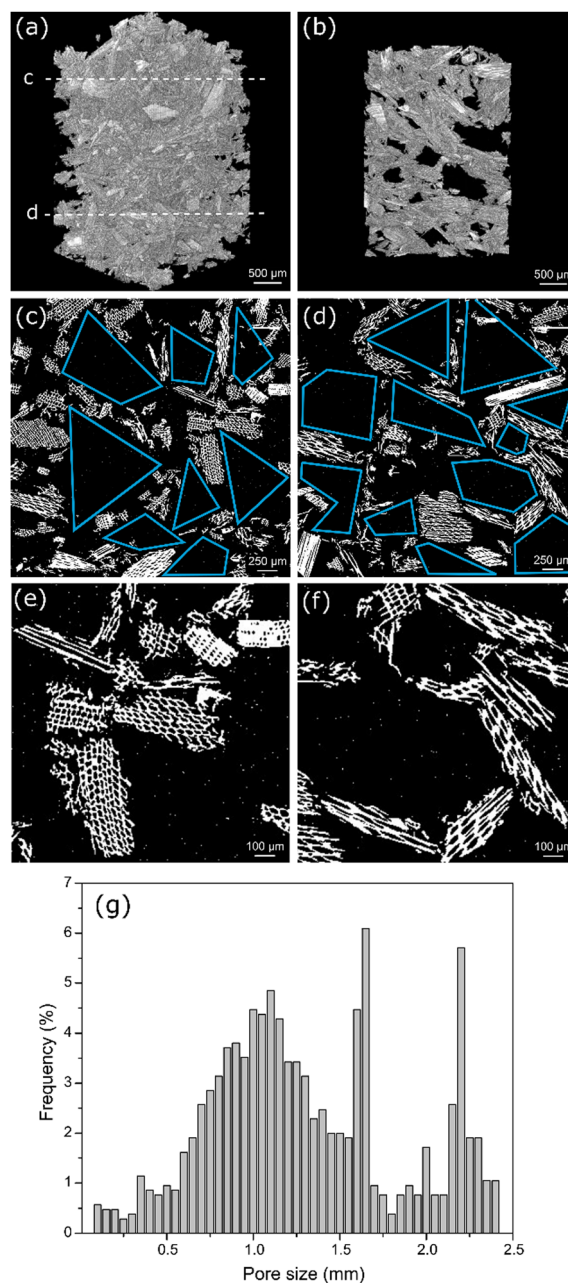 (a)
(b)
c
d
500 µm
500 µm
(c)
(d)
250 µm
250 µm
(e)
(f)
100 µm
100 µm
(g)
7
6
5
4
3
2
1
0
Frequency (%)
0.5
1.0
1.5
2.0
2.5
Pore size (mm)